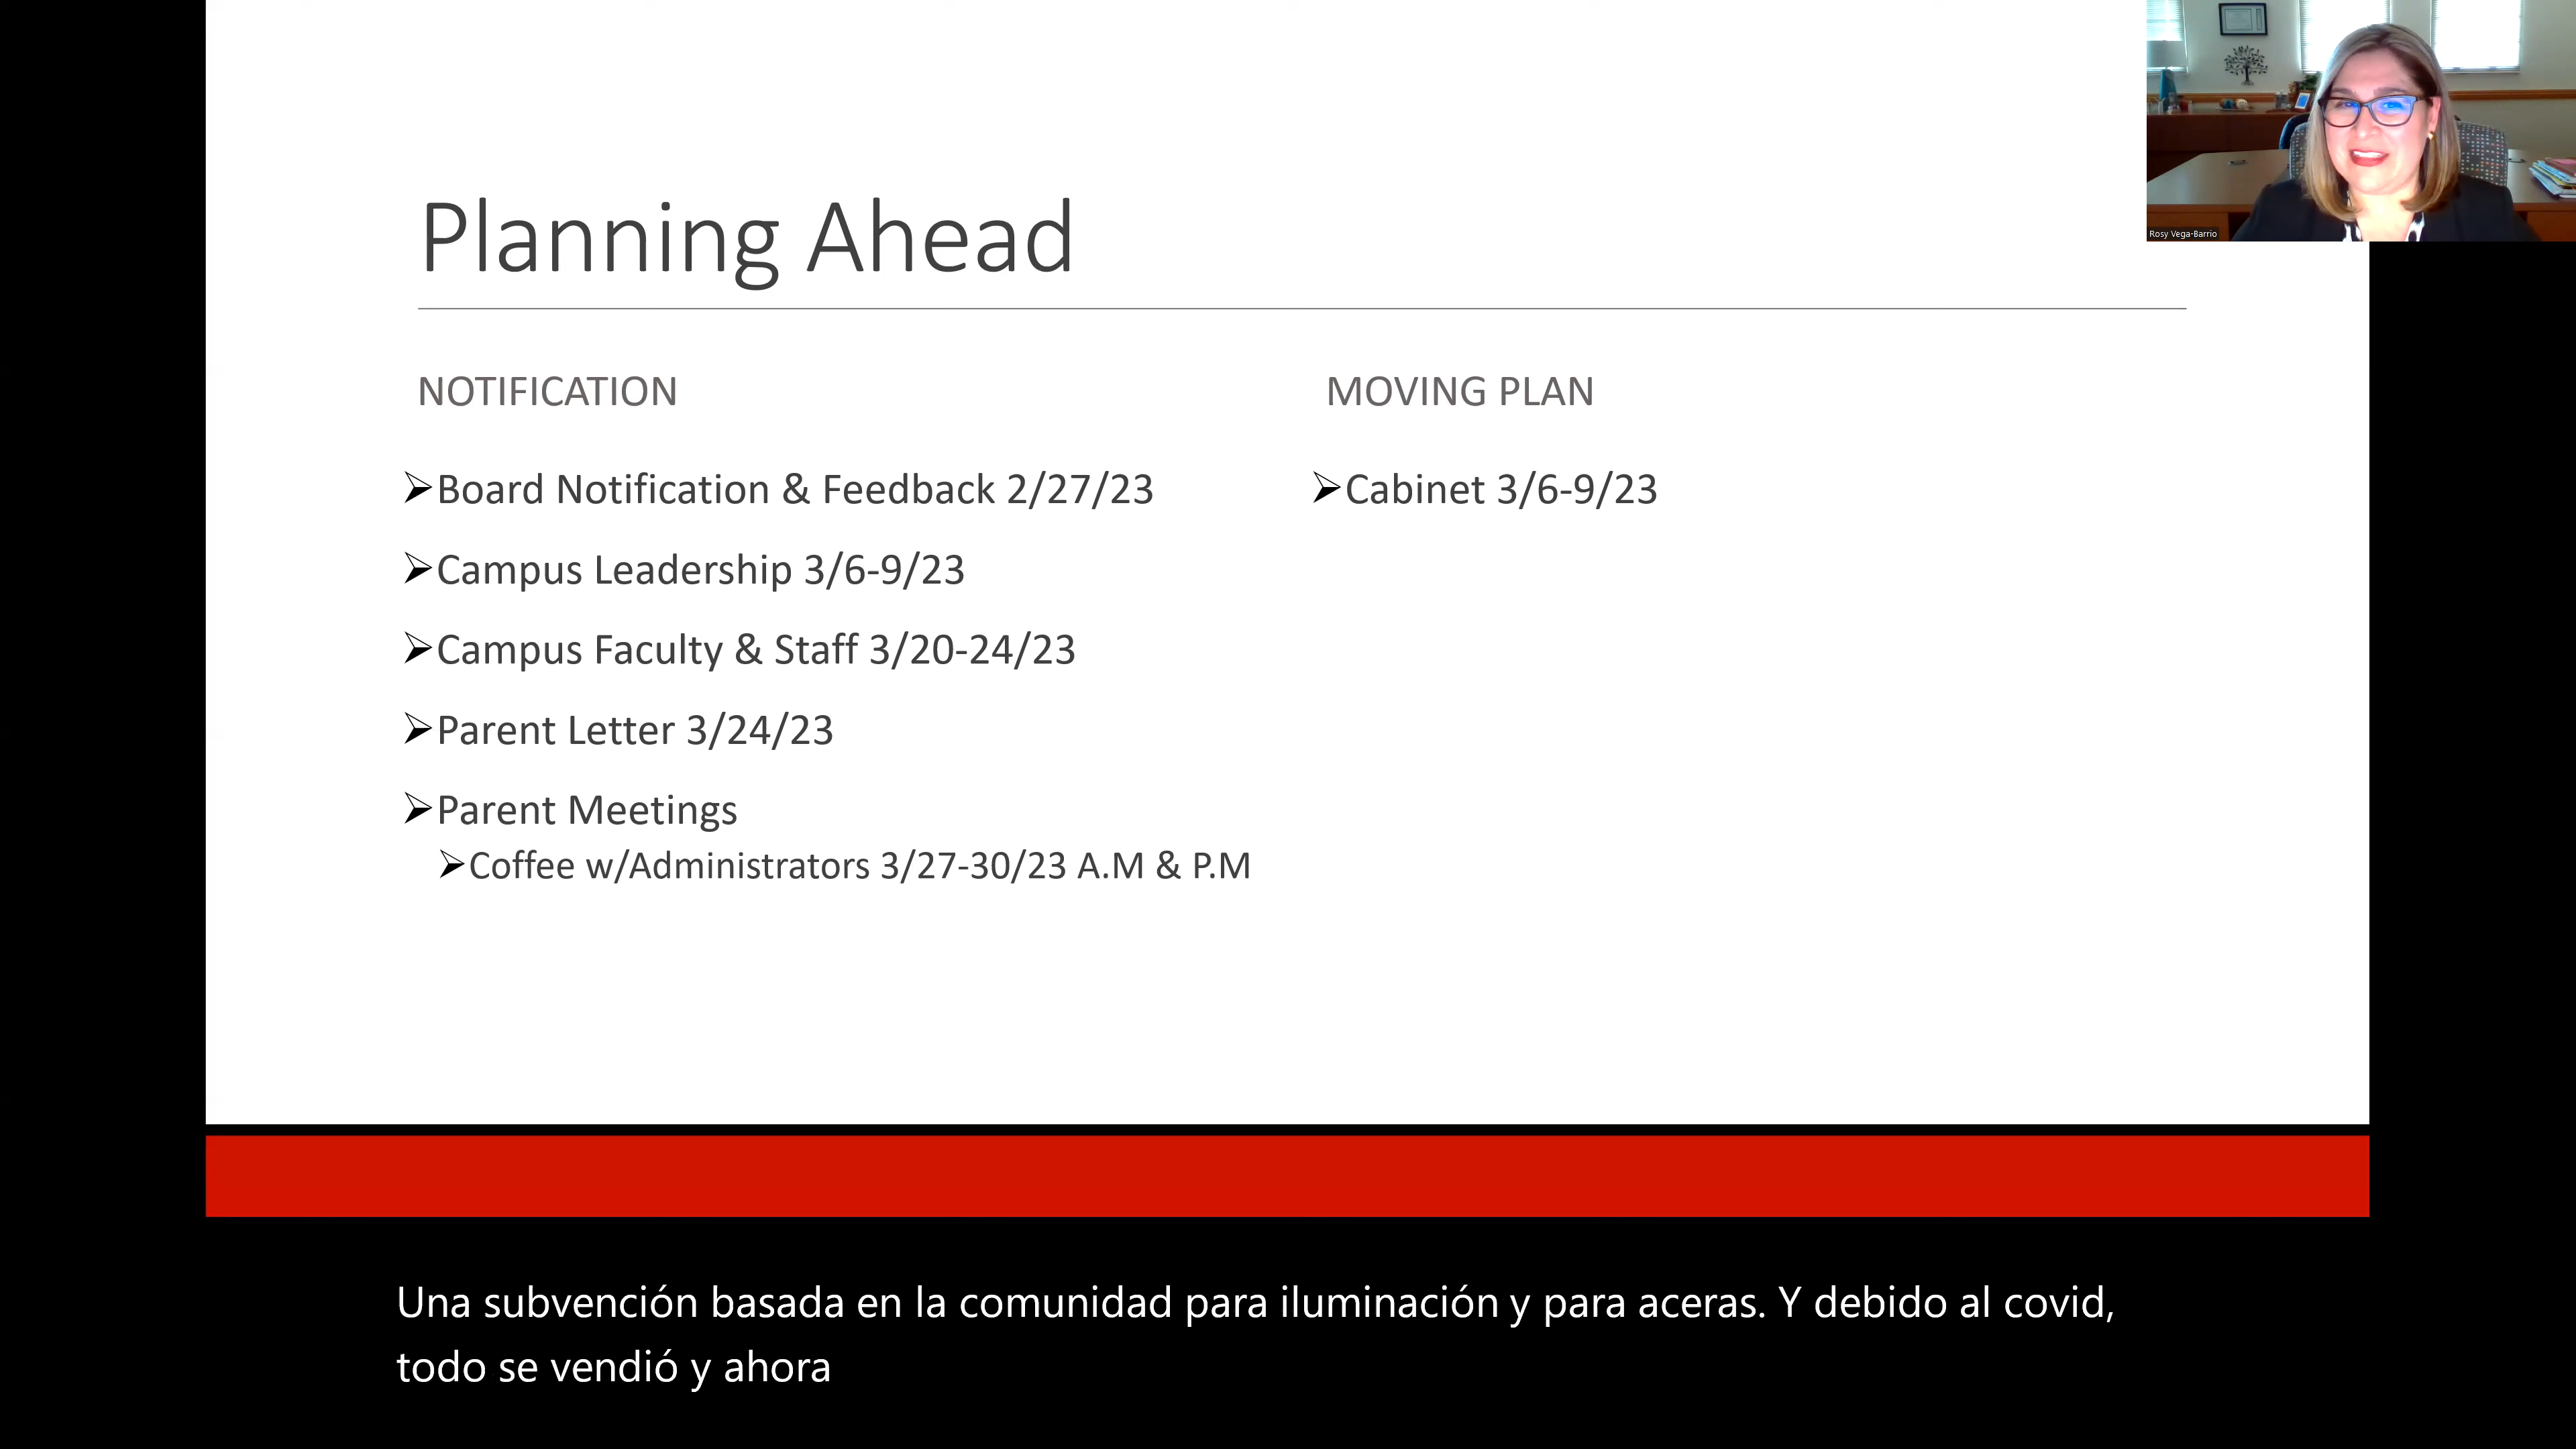 Planning Ahead
NOTIFICATION
Board Notification & Feedback 2/27/23
Campus Leadership 3/6-9/23
Campus Faculty & Staff 3/20-24/23
Parent Letter 3/24/23
Parent Meetings
Coffee w/Administrators 3/27-30/23 A.M & P.M
MOVING PLAN
Cabinet 3/6-9/23
Rosy Vega-Barrio
Una subvención basada en la comunidad para iluminación y para aceras. Y debido al covid,
todo se vendió y ahora